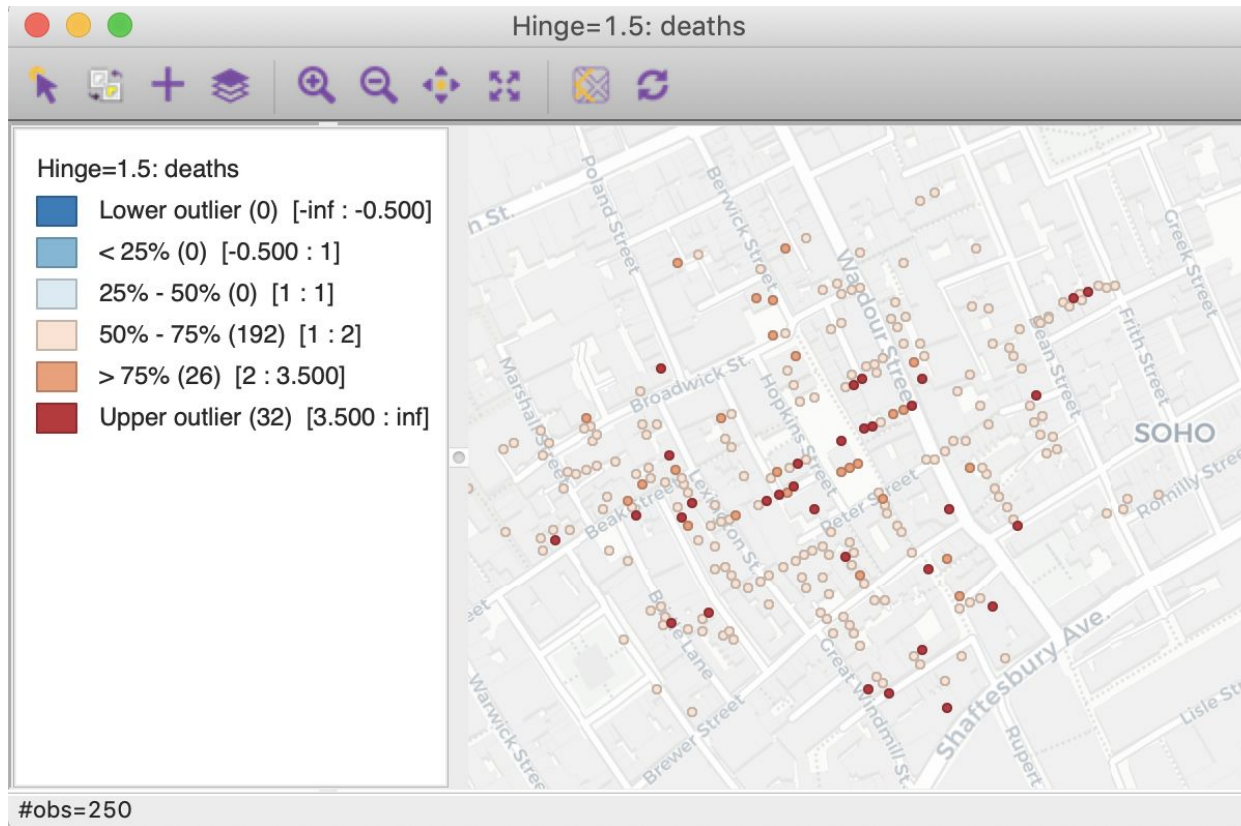 Hinge=1.5: deaths
Hinge=1.5: deaths
Lower outlier (0) [-inf : -0.500]
< 25% (0) [-0.500 : 1]
25% - 50% (0) [1 : 1]
50% - 75% (192) [1 : 2]
> 75% (26) [2 : 3.500]
Upper outlier (32) [3.500 : inf]
n St.
Poland Street
Berwick Street
Wardour Street
Greek Street
Frith Street
Dean Street
Marshall Street
Broadwick St.
Hopkins Street
SOHO
Romilly Stree
Beak Street
Lexington St.
Peter Street
eet
Bridle Lane
Great Windmill St.
Shaftesbury Ave.
Warwick Street
Brewer Street
Rupert
Lisle St
#obs=250